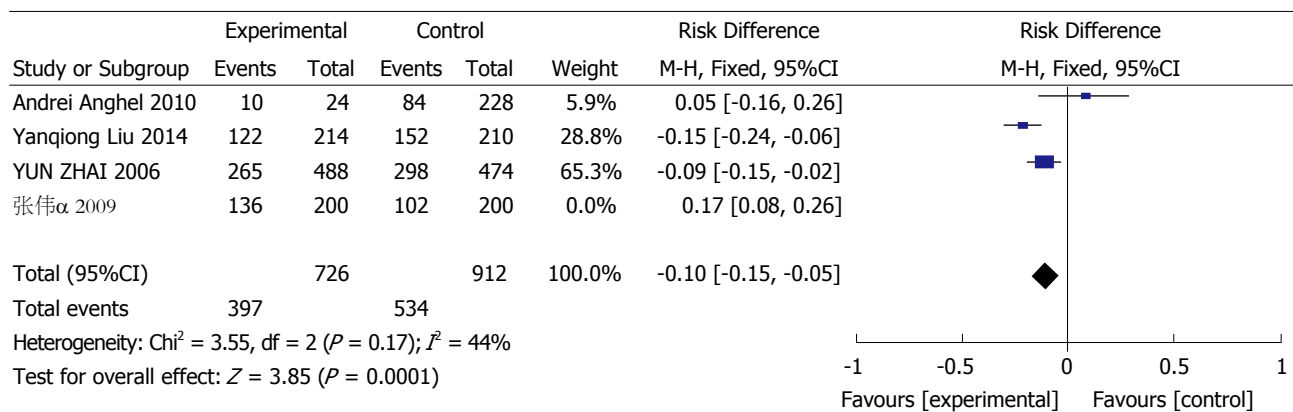 Experimental Control Risk Difference Risk Difference
Study or Subgroup Events Total Events Total Weight M-H, Fixed, 95%CI M-H, Fixed, 95%CI
Andrei Anghel 2010 10 24 84 228 5.9% 0.05 [-0.16, 0.26]
Yanqiong Liu 2014 122 214 152 210 28.8% -0.15 [-0.24, -0.06]
YUN ZHAI 2006 265 488 298 474 65.3% -0.09 [-0.15, -0.02]
张伟α 2009 136 200 102 200 0.0% 0.17 [0.08, 0.26]
Total (95%CI) 726 912 100.0% -0.10 [-0.15, -0.05]
Total events 397 534
Heterogeneity: Chi² = 3.55, df = 2 (P = 0.17); I² = 44%
Test for overall effect: Z = 3.85 (P = 0.0001)
-1 -0.5 0 0.5 1
Favours [experimental] Favours [control]